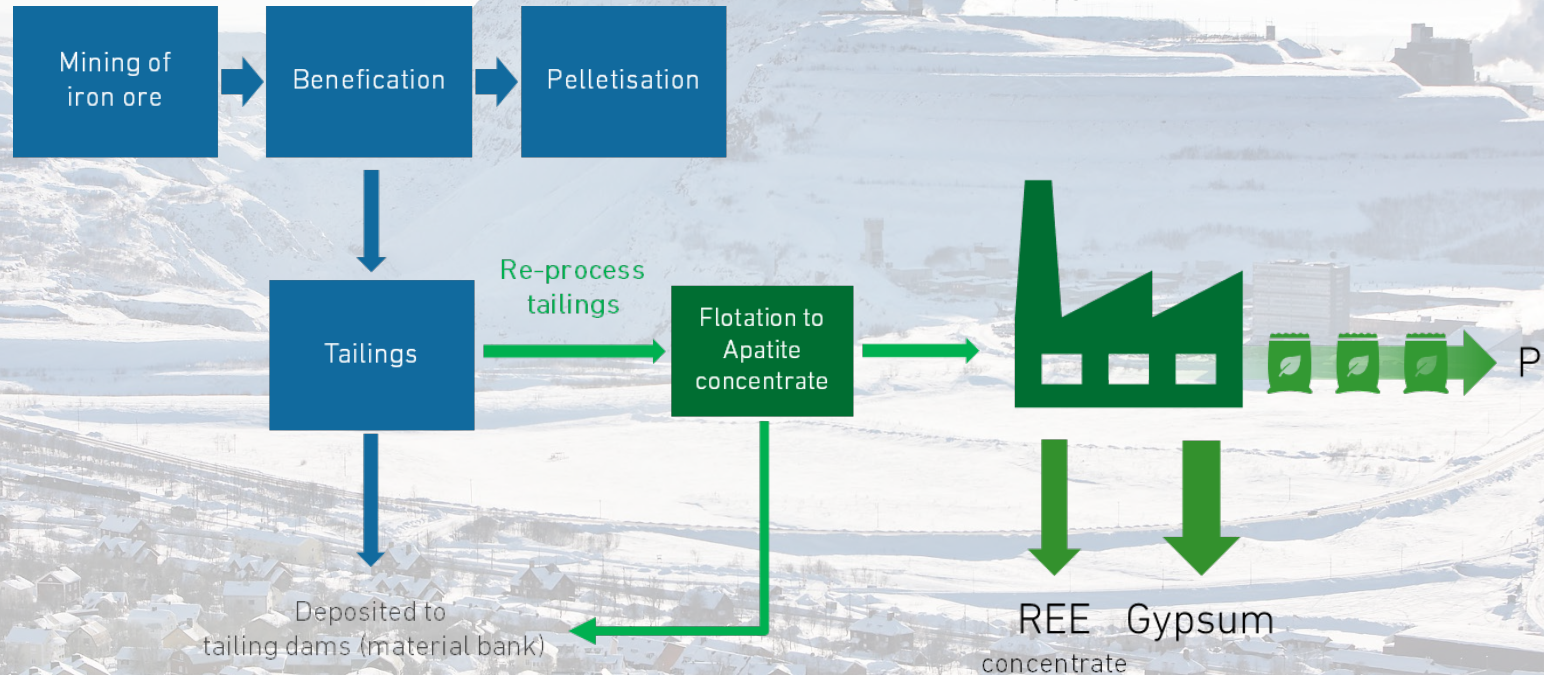 Mining of
iron ore
Benefication
Pelletisation
Re-process
tailings
Tailings
Flotation to
Apatite
concentrate
P
Deposited to
tailing dams (material bank)
REE
concentrate
Gypsum